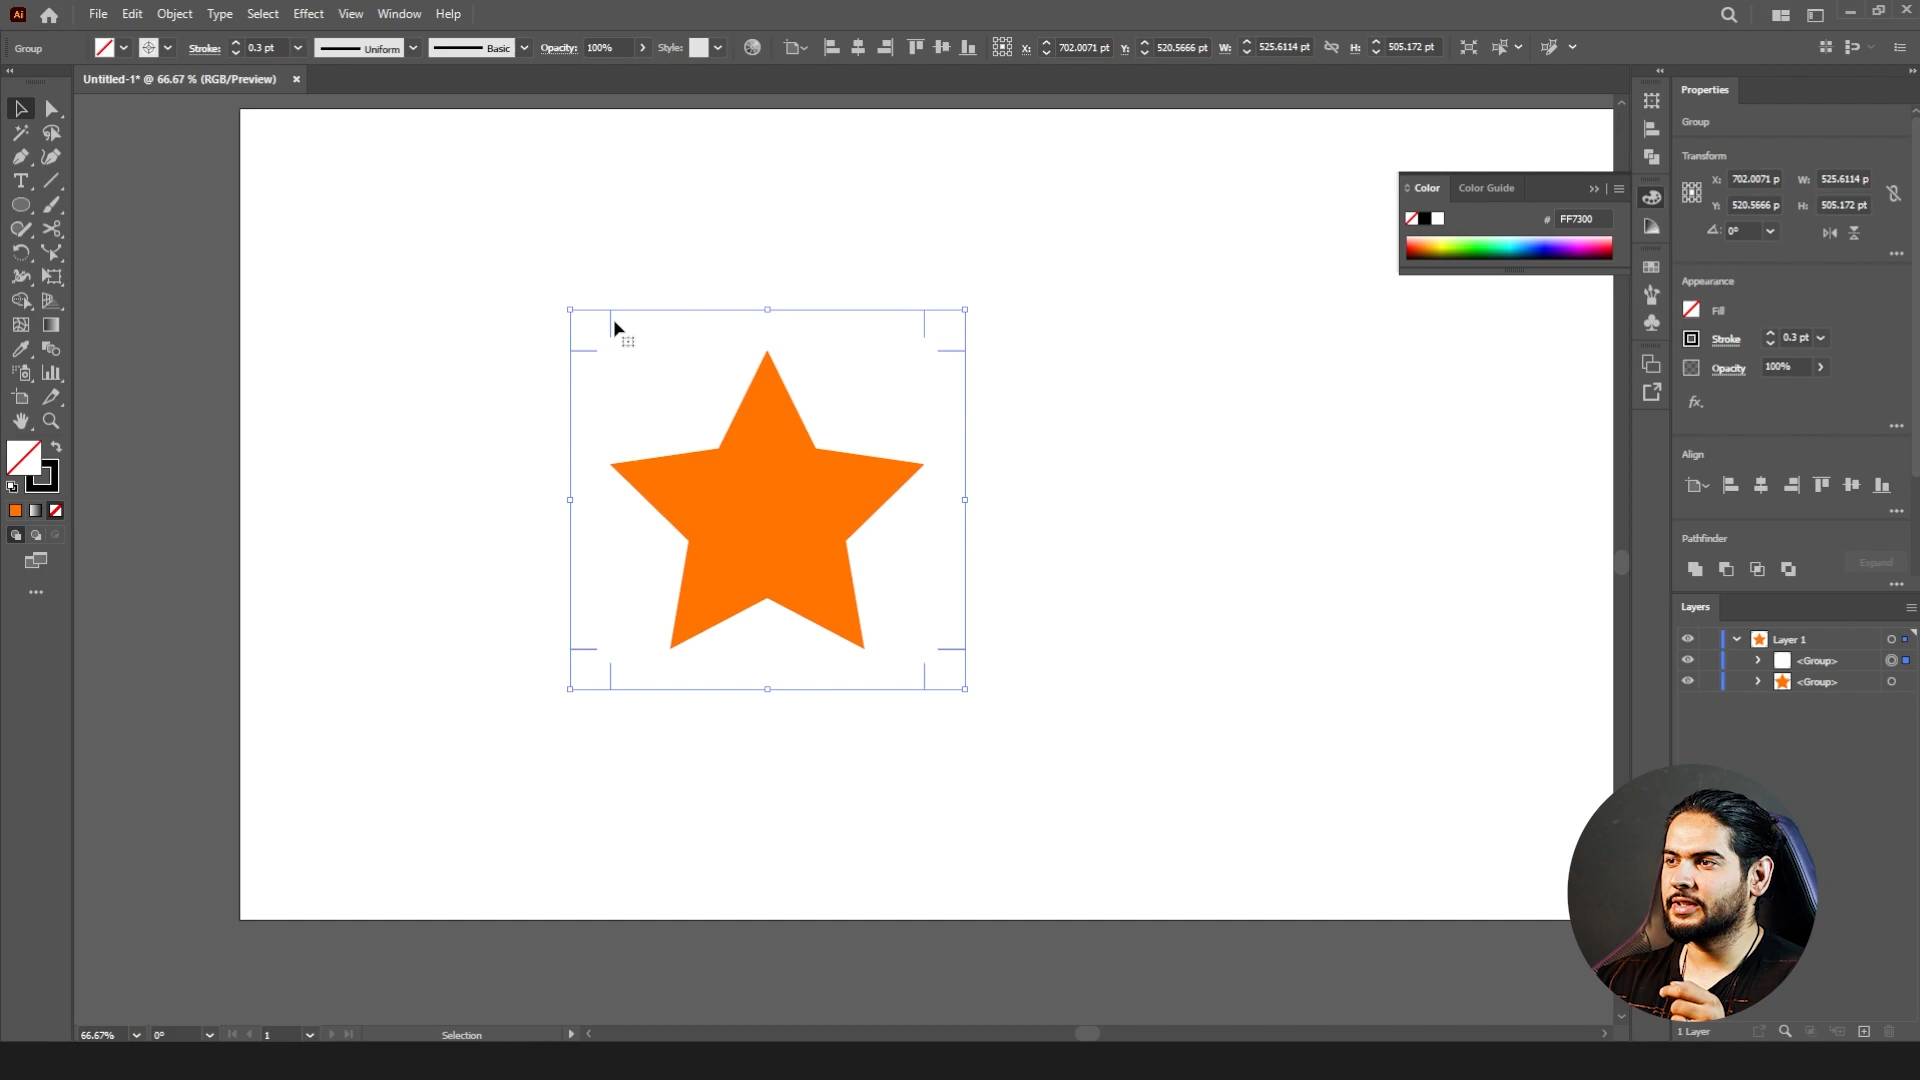 Ai File Edit Object Type Select Effect View Window Help
Group Stroke: 0.3 pt Uniform Basic Opacity: 100% Style: X: 702.0071 pt Y: 520.5666 pt W: 525.6114 pt H: 505.172 pt
Untitled-1* @ 66.67 % (RGB/Preview)
Color Color Guide
# FF7300
Properties
Group
Transform
X: 702.0071 p W: 525.6114 p
Y: 520.5666 p H: 505.172 pt
0°
Appearance
Fill
Stroke 0.3 pt
Opacity 100%
fx.
Align
Pathfinder
Expand
Layers
Layer 1
<Group>
<Group>
1 Layer
66.67% 0° 1 Selection